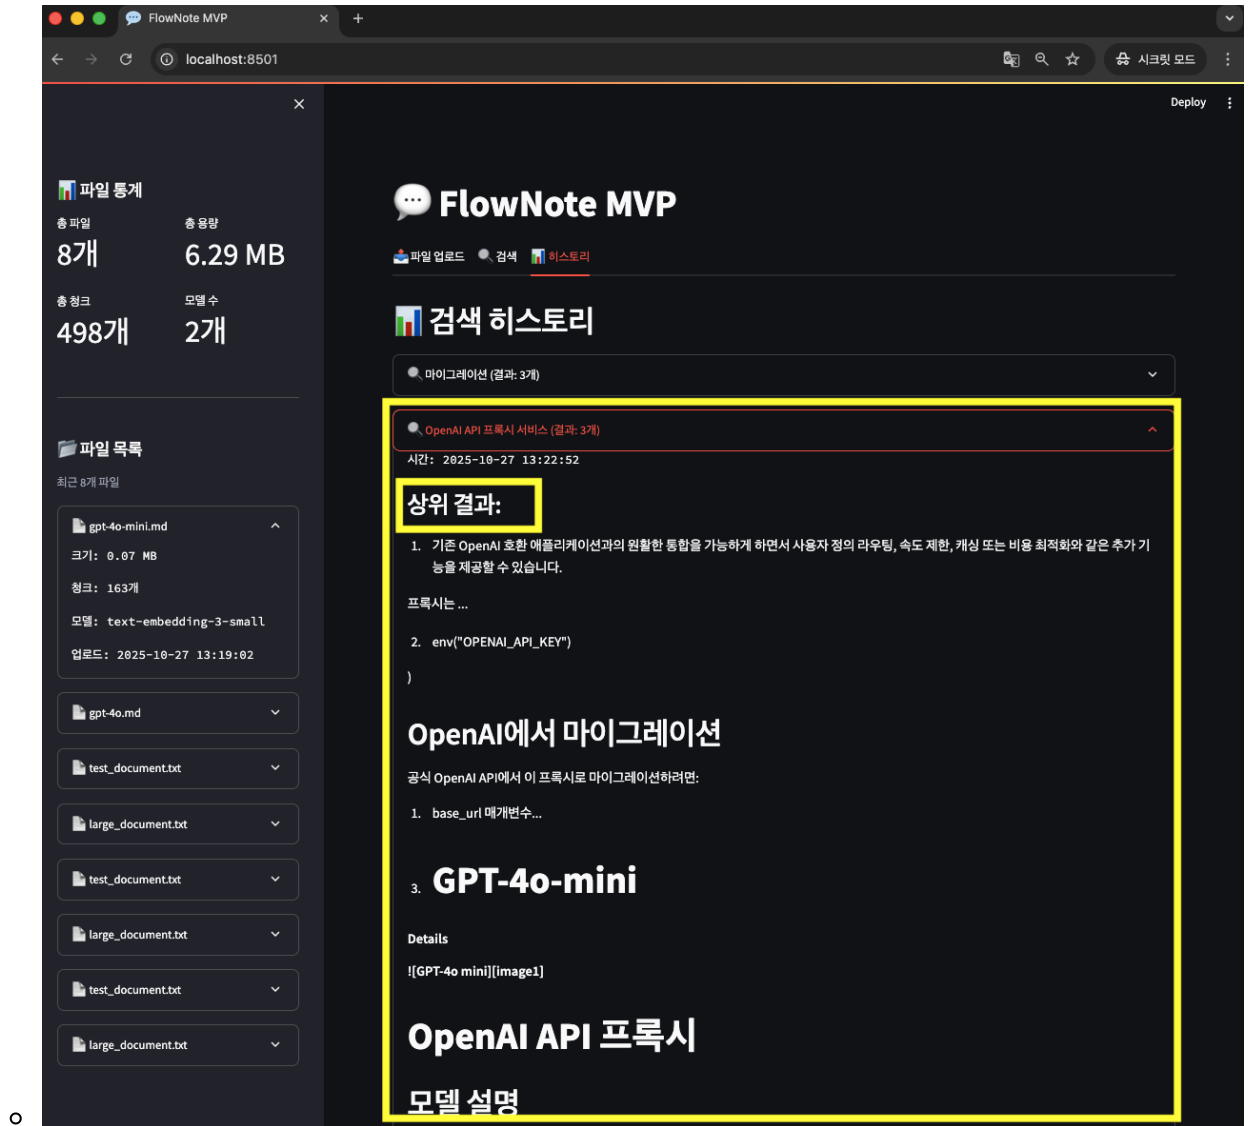 FlowNote MVP
localhost:8501
시크릿 모드
Deploy
파일 통계
총 파일
총 용량
8개
6.29 MB
총 청크
모델 수
498개
2개
파일 목록
최근 8개 파일
gpt-4o-mini.md
크기: 0.07 MB
청크: 163개
모델: text-embedding-3-small
업로드: 2025-10-27 13:19:02
gpt-4o.md
test_document.txt
large_document.txt
test_document.txt
large_document.txt
test_document.txt
large_document.txt
FlowNote MVP
파일 업로드
검색
히스토리
검색 히스토리
마이그레이션 (결과: 3개)
OpenAI API 프록시 서비스 (결과: 3개)
시간: 2025-10-27 13:22:52
상위 결과:
1. 기존 OpenAI 호환 애플리케이션과의 원활한 통합을 가능하게 하면서 사용자 정의 라우팅, 속도 제한, 캐싱 또는 비용 최적화와 같은 추가 기
능을 제공할 수 있습니다.
프록시는 ...
2. env("OPENAI_API_KEY")
)
OpenAI에서 마이그레이션
공식 OpenAI API에서 이 프록시로 마이그레이션하려면:
1. base_url 매개변수...
3. GPT-4o-mini
Details
![GPT-4o mini][image1]
OpenAI API 프록시
모델 설명